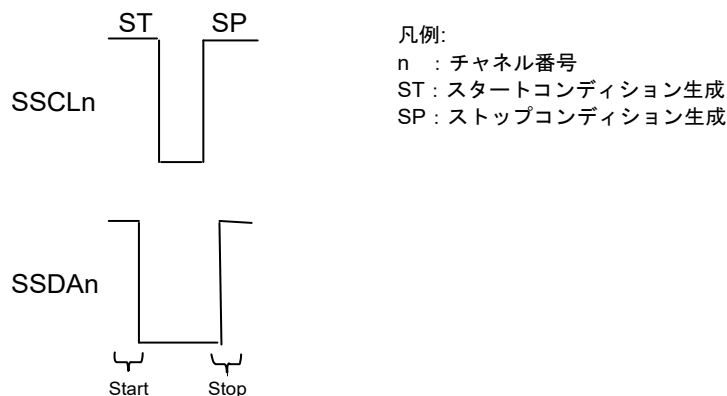 ST SP
SSCLn
SSDAn
Start Stop
凡例:
n ：チャネル番号
ST：スタートコンディション生成
SP：ストップコンディション生成